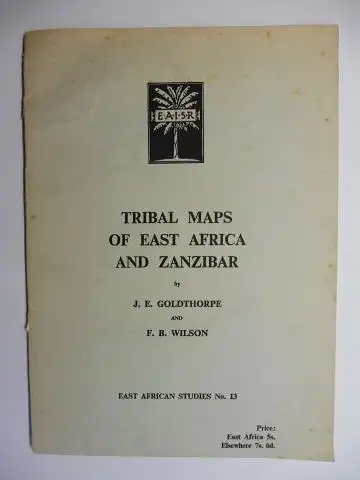 E·A·I·S·R
TRIBAL MAPS
OF EAST AFRICA
AND ZANZIBAR
by
J. E. GOLDTHORPE
AND
F. B. WILSON
EAST AFRICAN STUDIES No. 13
Price:
East Africa 5s.
Elsewhere 7s. 6d.